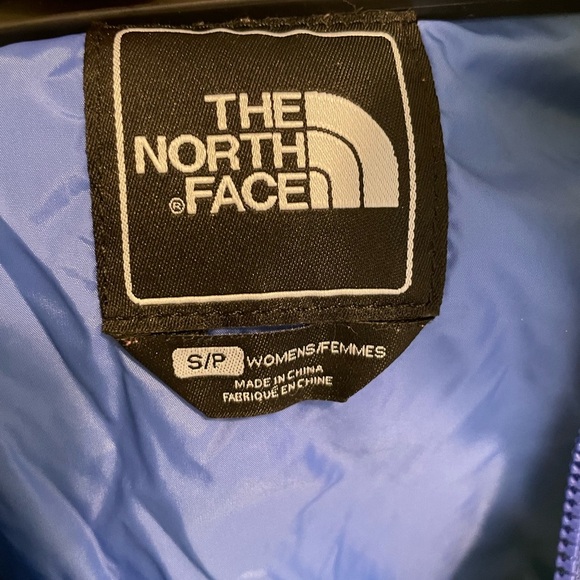 THE
NORTH
® FACE
S/P WOMENS/FEMMES
MADE IN CHINA
FABRIQUÉ EN CHINE